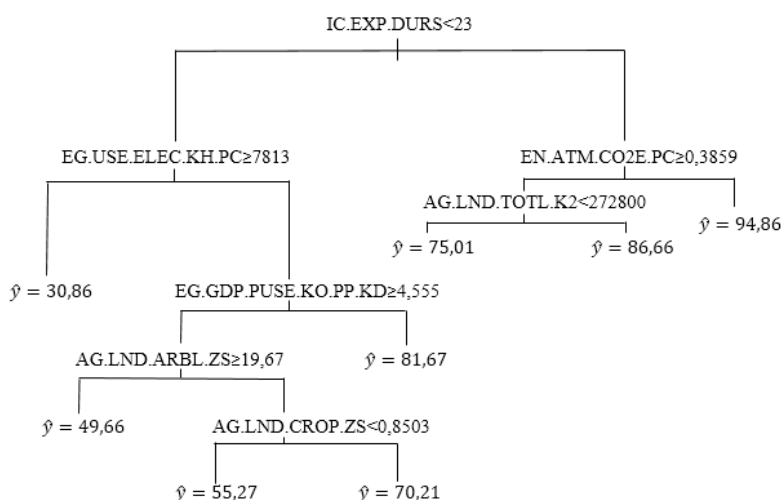 IC.EXP.DURS<23
EG.USE.ELEC.KH.PC≥7813
EN.ATM.CO2E.PC≥0,3859
AG.LND.TOTL.K2<272800
ŷ = 94,86
ŷ = 75,01
ŷ = 86,66
ŷ = 30,86
EG.GDP.PUSE.KO.PP.KD≥4,555
AG.LND.ARBL.ZS≥19,67
ŷ = 81,67
ŷ = 49,66
AG.LND.CROP.ZS<0,8503
ŷ = 55,27
ŷ = 70,21